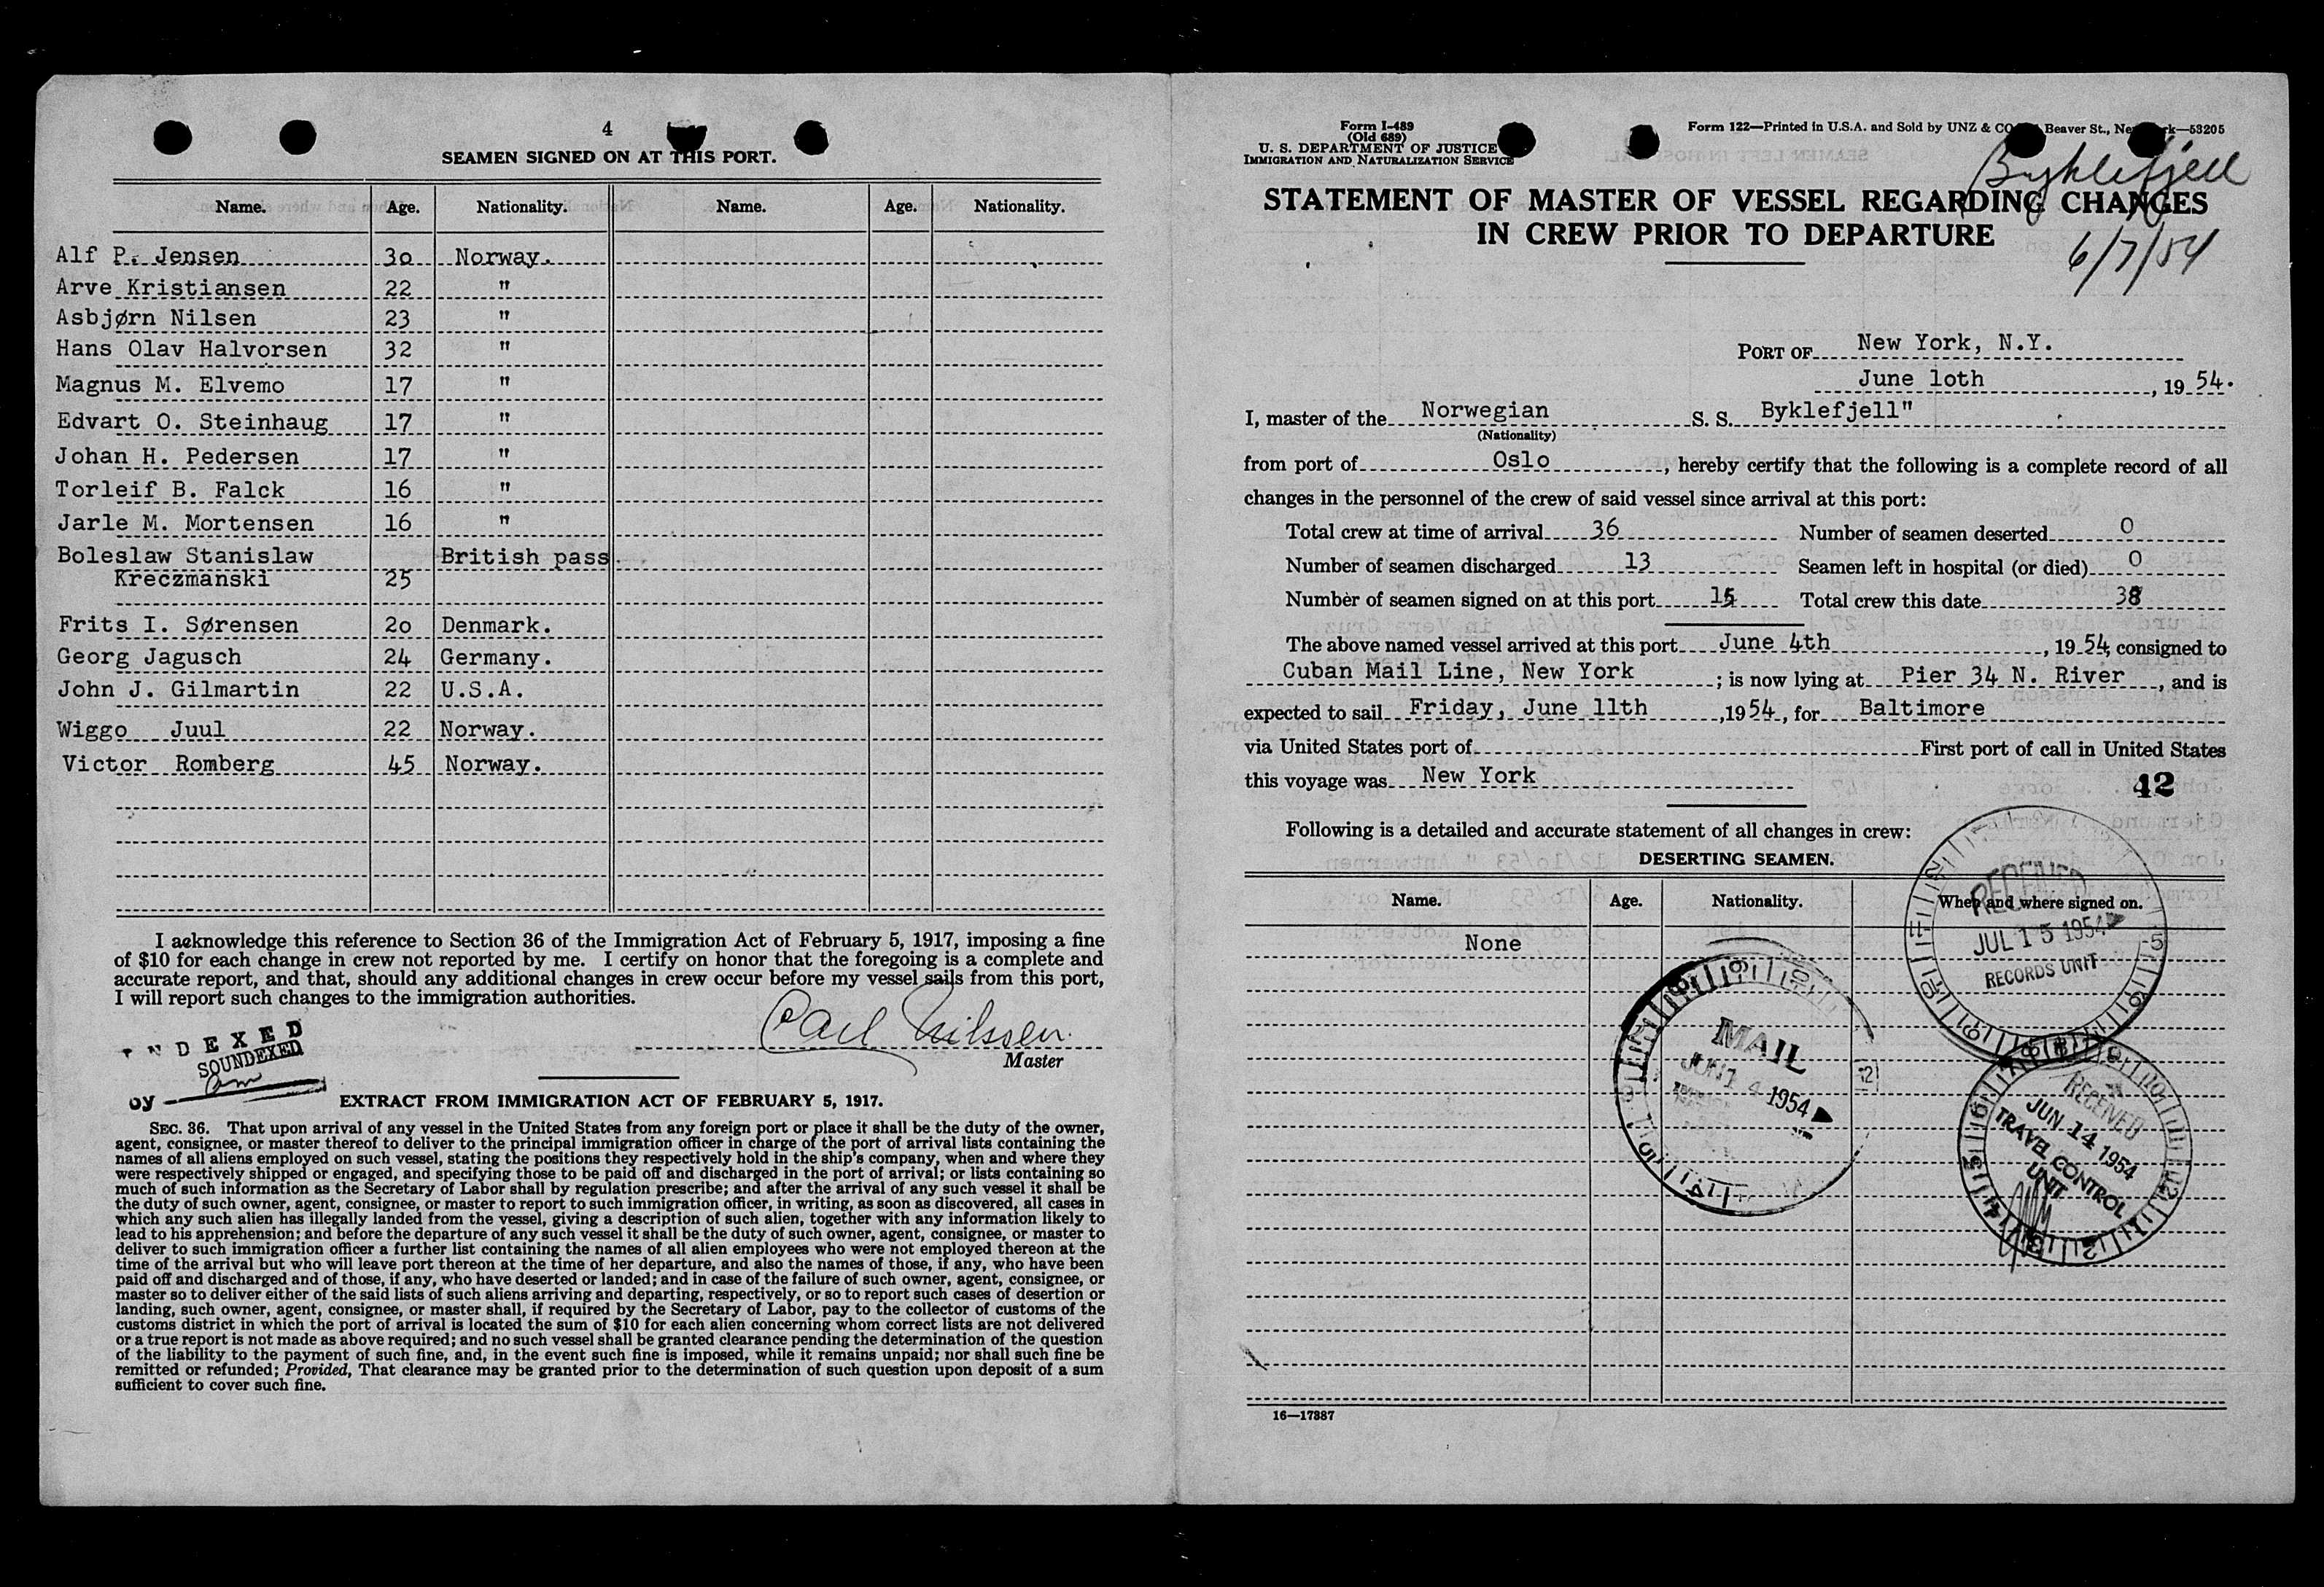 4
SEAMEN SIGNED ON AT THIS PORT.
Name. Age. Nationality. Name. Age. Nationality.
Alf P. Jensen 3o Norway.
Arve Kristiansen 22 "
Asbjørn Nilsen 23 "
Hans Olav Halvorsen 32 "
Magnus M. Elvemo 17 "
Edvart O. Steinhaug 17 "
Johan H. Pedersen 17 "
Torleif B. Falck 16 "
Jarle M. Mortensen 16 "
Boleslaw Stanislaw British pass.
Kreczmanski 25
Frits I. Sørensen 2o Denmark.
Georg Jagusch 24 Germany.
John J. Gilmartin 22 U.S.A.
Wiggo Juul 22 Norway.
Victor Romberg 45 Norway.
I acknowledge this reference to Section 36 of the Immigration Act of February 5, 1917, imposing a fine
of $10 for each change in crew not reported by me. I certify on honor that the foregoing is a complete and
accurate report, and that, should any additional changes in crew occur before my vessel sails from this port,
I will report such changes to the immigration authorities.
Carl Nilssen
Master
NDEXED
SOUNDEXED
by
EXTRACT FROM IMMIGRATION ACT OF FEBRUARY 5, 1917.
SEC. 36. That upon arrival of any vessel in the United States from any foreign port or place it shall be the duty of the owner,
agent, consignee, or master thereof to deliver to the principal immigration officer in charge of the port of arrival lists containing the
names of all aliens employed on such vessel, stating the positions they respectively hold in the ship's company, when and where they
were respectively shipped or engaged, and specifying those to be paid off and discharged in the port of arrival; or lists containing so
much of such information as the Secretary of Labor shall by regulation prescribe; and after the arrival of any such vessel it shall be
the duty of such owner, agent, consignee, or master to report to such immigration officer, in writing, as soon as discovered, all cases in
which any such alien has illegally landed from the vessel, giving a description of such alien, together with any information likely to
lead to his apprehension; and before the departure of any such vessel it shall be the duty of such owner, agent, consignee, or master to
deliver to such immigration officer a further list containing the names of all alien employees who were not employed thereon at the
time of the arrival but who will leave port thereon at the time of her departure, and also the names of those, if any, who have been
paid off and discharged and of those, if any, who have deserted or landed; and in case of the failure of such owner, agent, consignee, or
master so to deliver either of the said lists of such aliens arriving and departing, respectively, or so to report such cases of desertion or
landing, such owner, agent, consignee, or master shall, if required by the Secretary of Labor, pay to the collector of customs of the
customs district in which the port of arrival is located the sum of $10 for each alien concerning whom correct lists are not delivered
or a true report is not made as above required; and no such vessel shall be granted clearance pending the determination of the question
of the liability to the payment of such fine, and, in the event such fine is imposed, while it remains unpaid; nor shall such fine be
remitted or refunded; Provided, That clearance may be granted prior to the determination of such question upon deposit of a sum
sufficient to cover such fine.
Form I-489
(Old 689)
U. S. DEPARTMENT OF JUSTICE
IMMIGRATION AND NATURALIZATION SERVICE
Form 122—Printed in U.S.A. and Sold by UNZ & CO Beaver St., Ne rk—53205
Byklefjell
STATEMENT OF MASTER OF VESSEL REGARDING CHANGES
IN CREW PRIOR TO DEPARTURE
6/7/54
PORT OF New York, N.Y.
June 1oth, 1954.
I, master of the Norwegian S. S. Byklefjell"
(Nationality)
from port of Oslo, hereby certify that the following is a complete record of all
changes in the personnel of the crew of said vessel since arrival at this port:
Total crew at time of arrival 36 Number of seamen deserted 0
Number of seamen discharged 13 Seamen left in hospital (or died) 0
Number of seamen signed on at this port 15 Total crew this date 38
The above named vessel arrived at this port June 4th, 1954, consigned to
Cuban Mail Line, New York; is now lying at Pier 34 N. River, and is
expected to sail Friday, June 11th, 1954, for Baltimore
via United States port of First port of call in United States
this voyage was New York
42
Following is a detailed and accurate statement of all changes in crew:
DESERTING SEAMEN.
Name. Age. Nationality. When and where signed on.
None
RECEIVED
JUL 15 1954
RECORDS UNIT
MAIL
JUN 14 1954
RECEIVED
JUN 14 1954
TRAVEL CONTROL
UNIT
16—17887